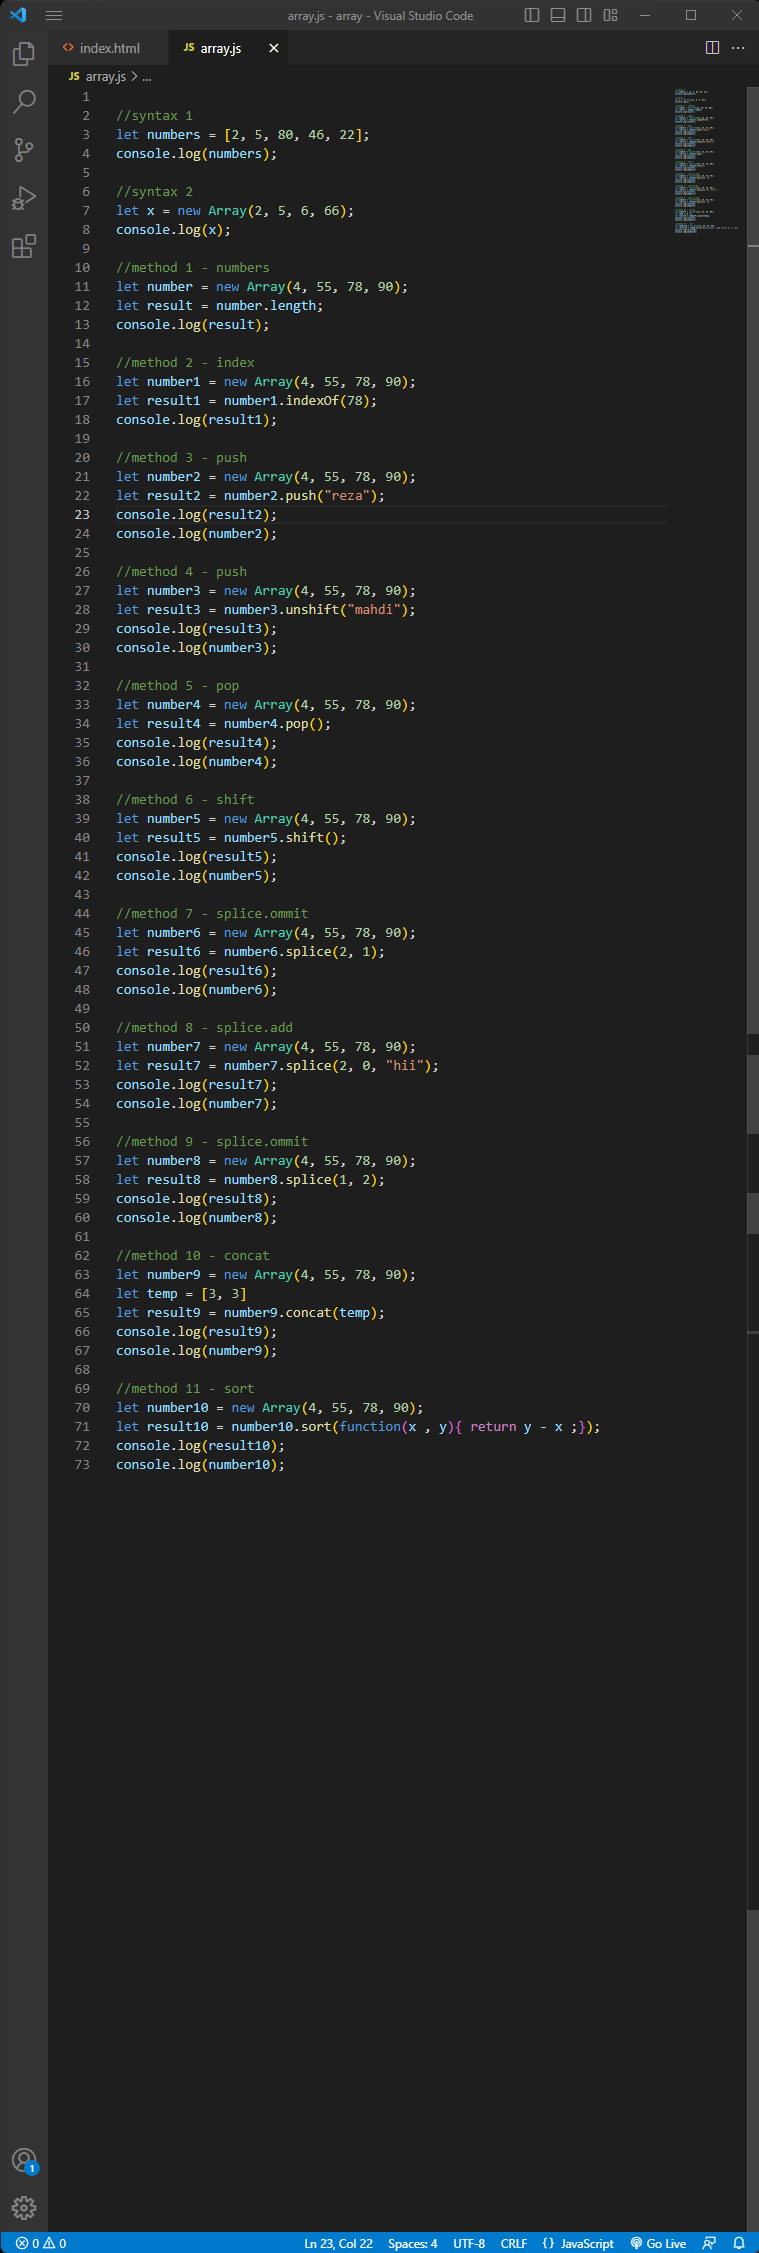 array.js - array - Visual Studio Code
index.html
JS array.js
JS array.js > ...
1
2 //syntax 1
3 let numbers = [2, 5, 80, 46, 22];
4 console.log(numbers);
5
6 //syntax 2
7 let x = new Array(2, 5, 6, 66);
8 console.log(x);
9
10 //method 1 - numbers
11 let number = new Array(4, 55, 78, 90);
12 let result = number.length;
13 console.log(result);
14
15 //method 2 - index
16 let number1 = new Array(4, 55, 78, 90);
17 let result1 = number1.indexOf(78);
18 console.log(result1);
19
20 //method 3 - push
21 let number2 = new Array(4, 55, 78, 90);
22 let result2 = number2.push("reza");
23 console.log(result2);
24 console.log(number2);
25
26 //method 4 - push
27 let number3 = new Array(4, 55, 78, 90);
28 let result3 = number3.unshift("mahdi");
29 console.log(result3);
30 console.log(number3);
31
32 //method 5 - pop
33 let number4 = new Array(4, 55, 78, 90);
34 let result4 = number4.pop();
35 console.log(result4);
36 console.log(number4);
37
38 //method 6 - shift
39 let number5 = new Array(4, 55, 78, 90);
40 let result5 = number5.shift();
41 console.log(result5);
42 console.log(number5);
43
44 //method 7 - splice.ommit
45 let number6 = new Array(4, 55, 78, 90);
46 let result6 = number6.splice(2, 1);
47 console.log(result6);
48 console.log(number6);
49
50 //method 8 - splice.add
51 let number7 = new Array(4, 55, 78, 90);
52 let result7 = number7.splice(2, 0, "hii");
53 console.log(result7);
54 console.log(number7);
55
56 //method 9 - splice.ommit
57 let number8 = new Array(4, 55, 78, 90);
58 let result8 = number8.splice(1, 2);
59 console.log(result8);
60 console.log(number8);
61
62 //method 10 - concat
63 let number9 = new Array(4, 55, 78, 90);
64 let temp = [3, 3]
65 let result9 = number9.concat(temp);
66 console.log(result9);
67 console.log(number9);
68
69 //method 11 - sort
70 let number10 = new Array(4, 55, 78, 90);
71 let result10 = number10.sort(function(x , y){ return y - x ;});
72 console.log(result10);
73 console.log(number10);
1
0 0 Ln 23, Col 22 Spaces: 4 UTF-8 CRLF {} JavaScript Go Live